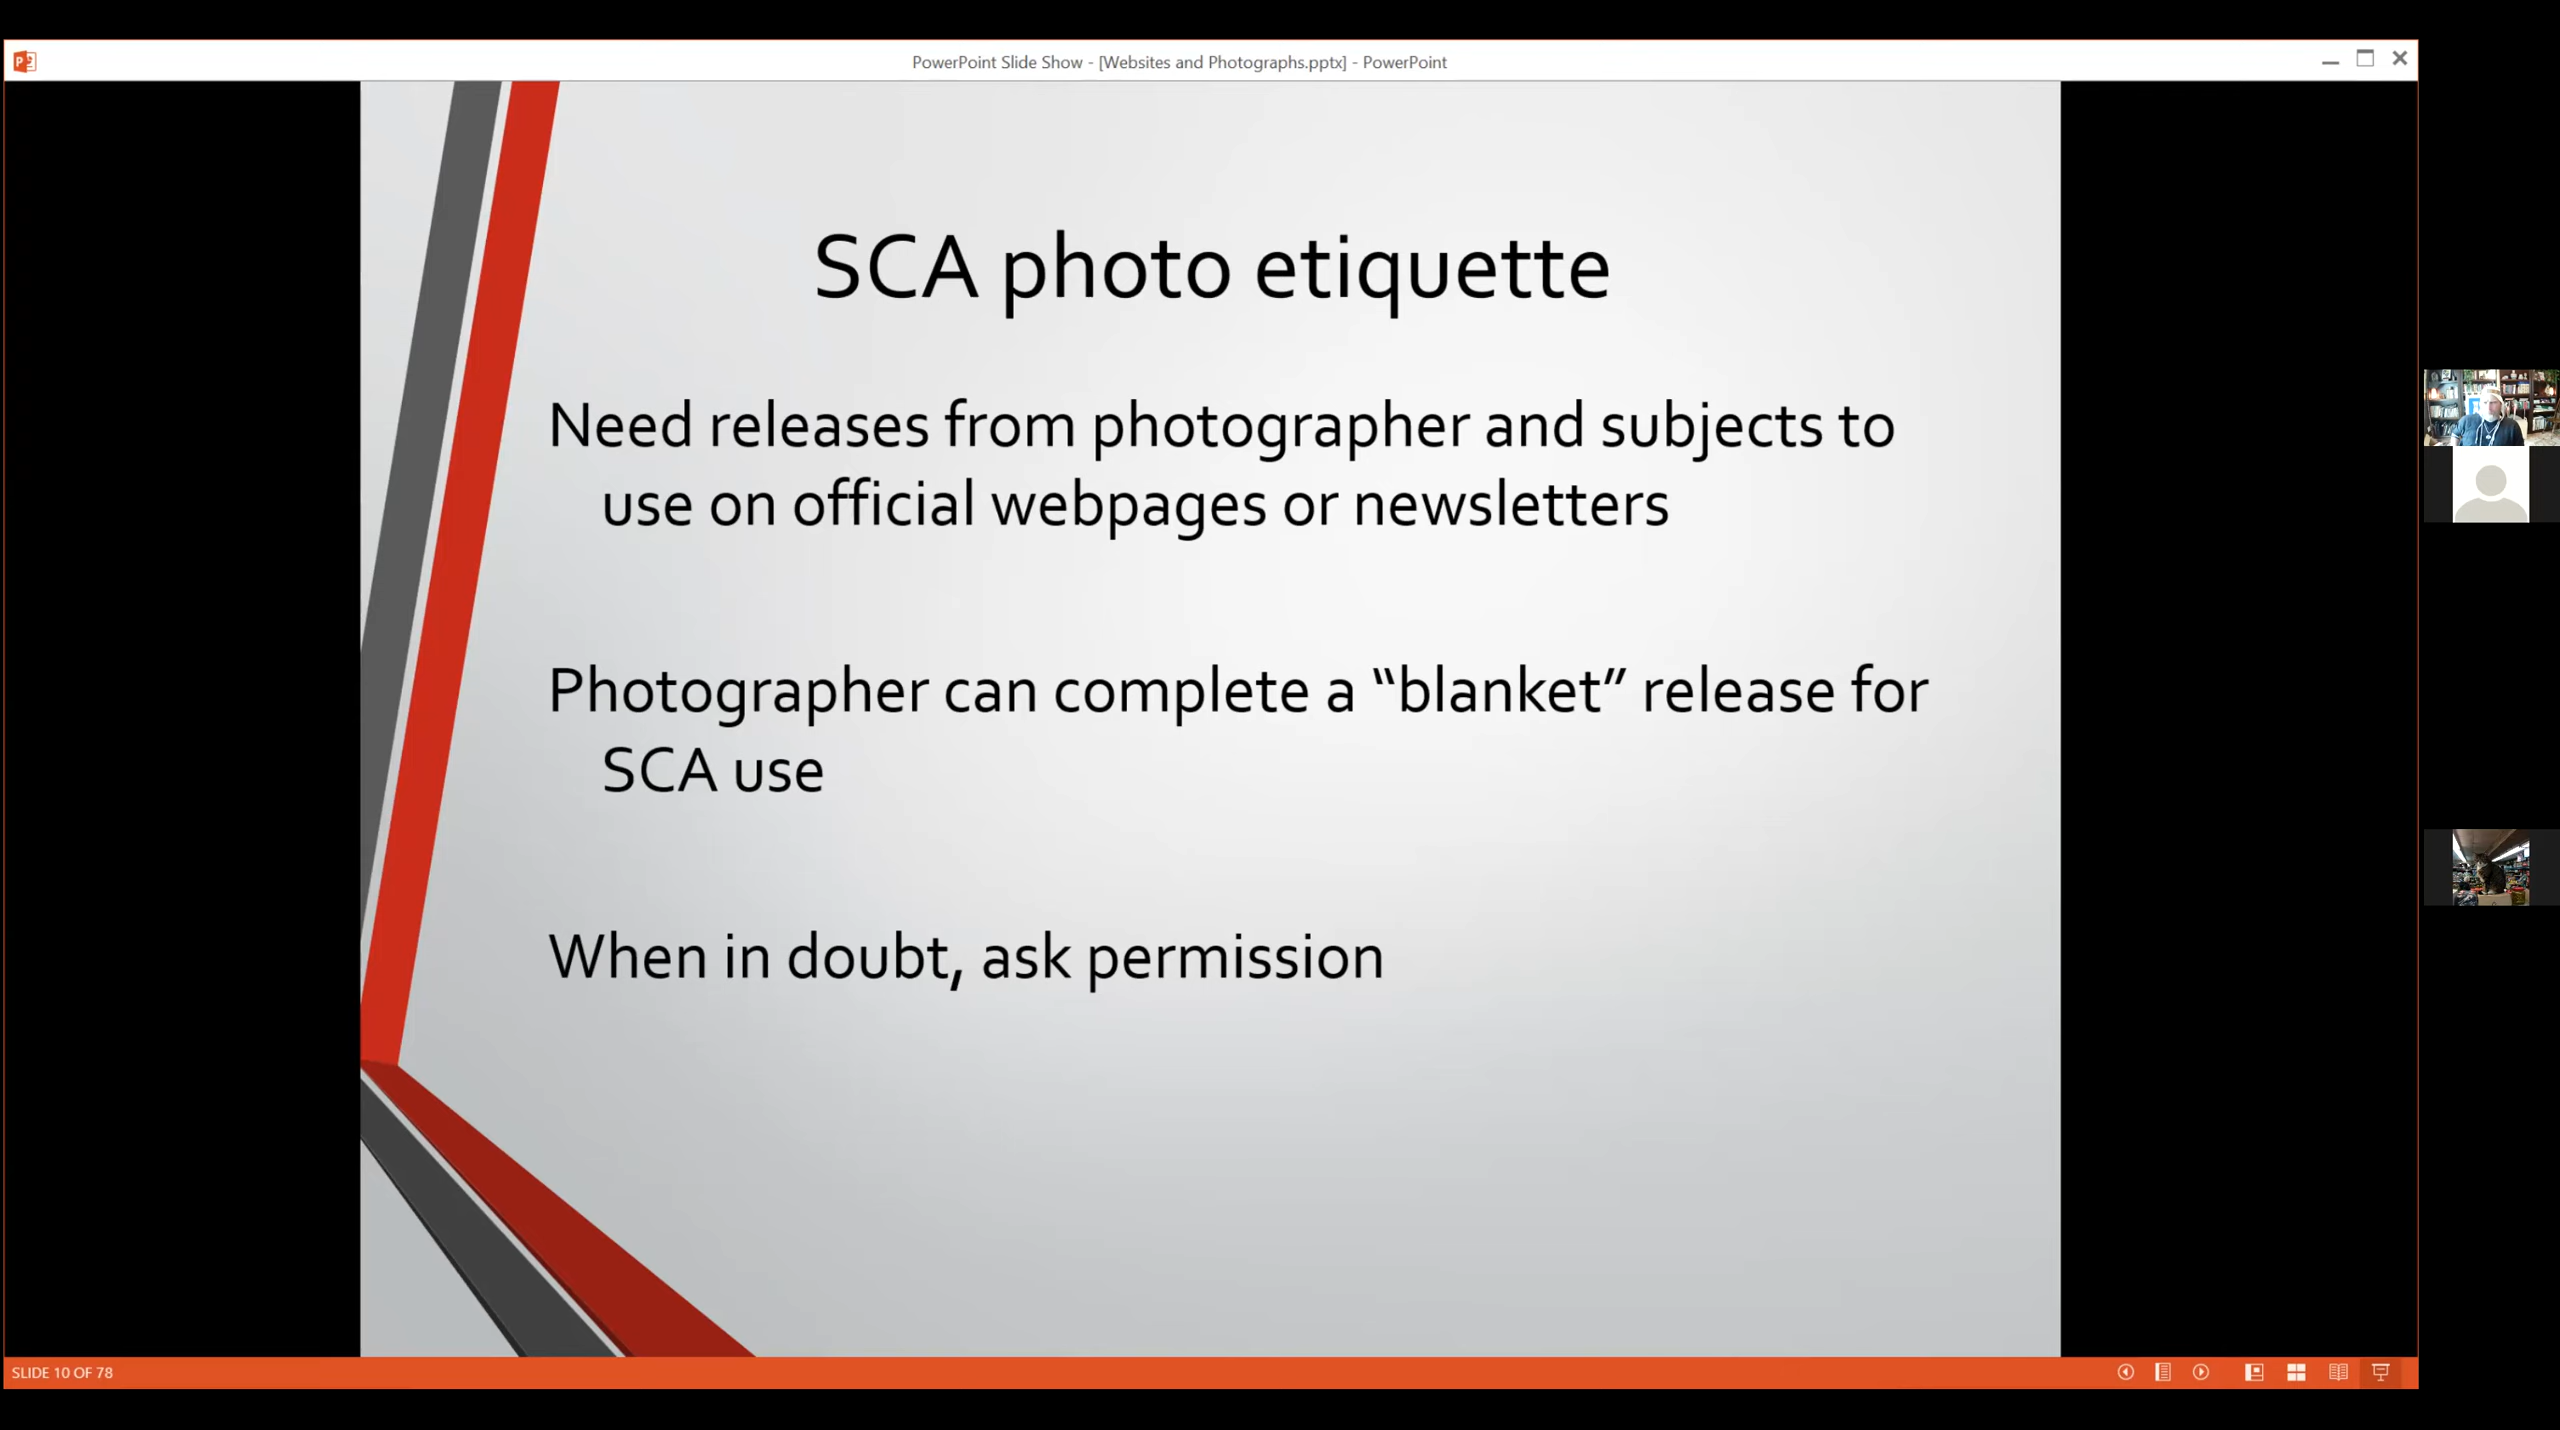 PowerPoint Slide Show - [Websites and Photographs.pptx] - PowerPoint
SCA photo etiquette
Need releases from photographer and subjects to
use on official webpages or newsletters
Photographer can complete a “blanket” release for
SCA use
When in doubt, ask permission
SLIDE 10 OF 78